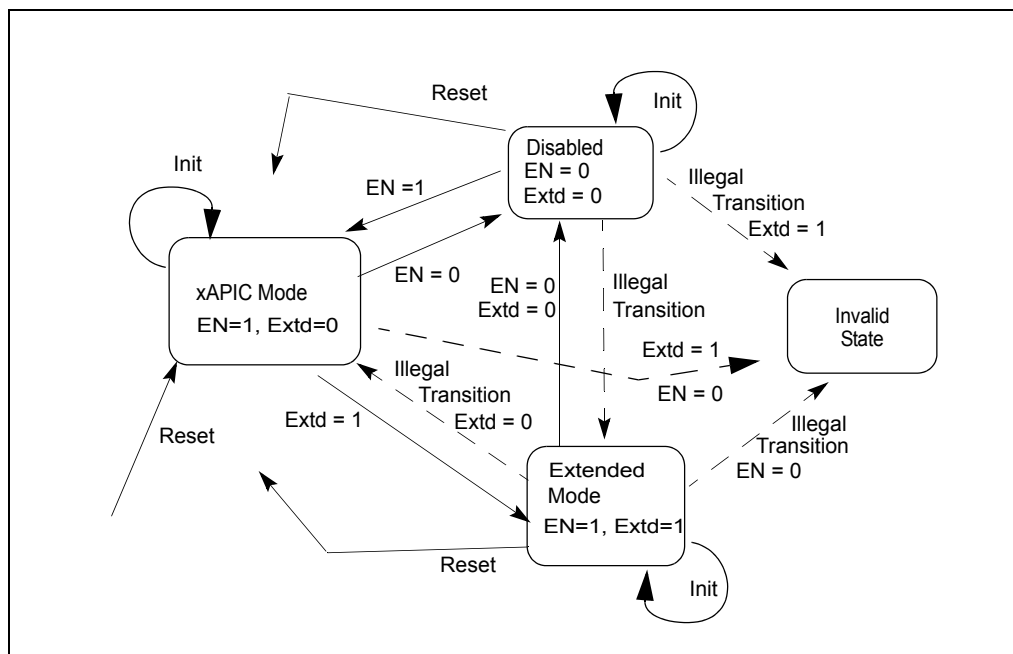 Reset
Init
Disabled
EN = 0
Extd = 0
Init
EN =1
Illegal
Transition
Extd = 1
EN = 0
xAPIC Mode
EN=1, Extd=0
EN = 0
Extd = 0
Illegal
Transition
Invalid
State
Extd = 1
EN = 0
Illegal
Transition
Extd = 0
Extd = 1
Reset
Illegal
Transition
EN = 0
Extended
Mode
EN=1, Extd=1
Reset
Init